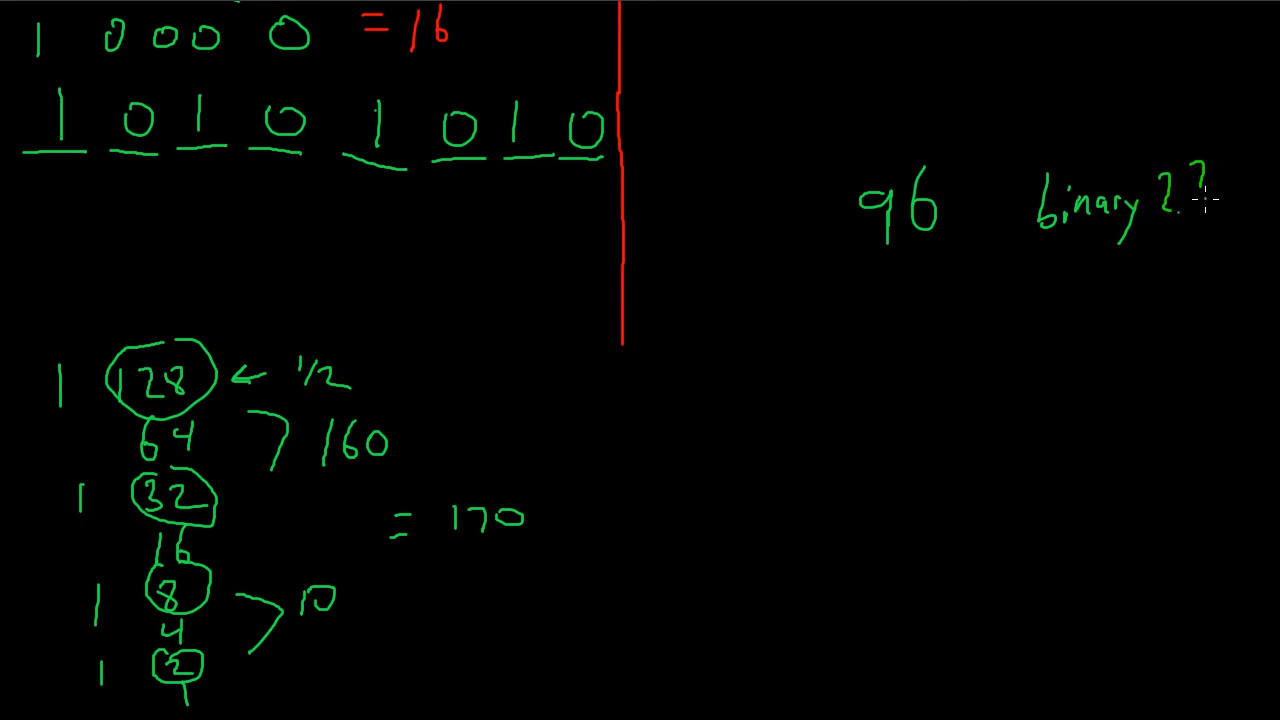 1 0 0 0 0 = 16
1 0 1 0 1 0 1 0
96 binary ??
1 128 ← 1/2
64 160
1 32
= 170
16
1 8 10
4
1 2
1